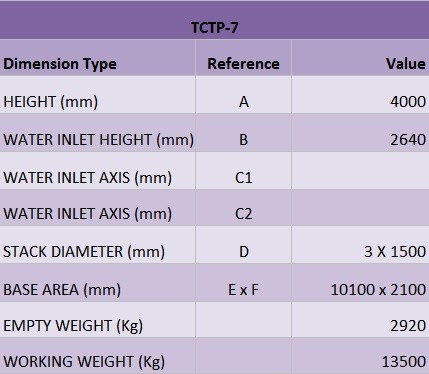 TCTP-7
Dimension Type Reference Value
HEIGHT (mm) A 4000
WATER INLET HEIGHT (mm) B 2640
WATER INLET AXIS (mm) C1
WATER INLET AXIS (mm) C2
STACK DIAMETER (mm) D 3 X 1500
BASE AREA (mm) E x F 10100 x 2100
EMPTY WEIGHT (Kg) 2920
WORKING WEIGHT (Kg) 13500